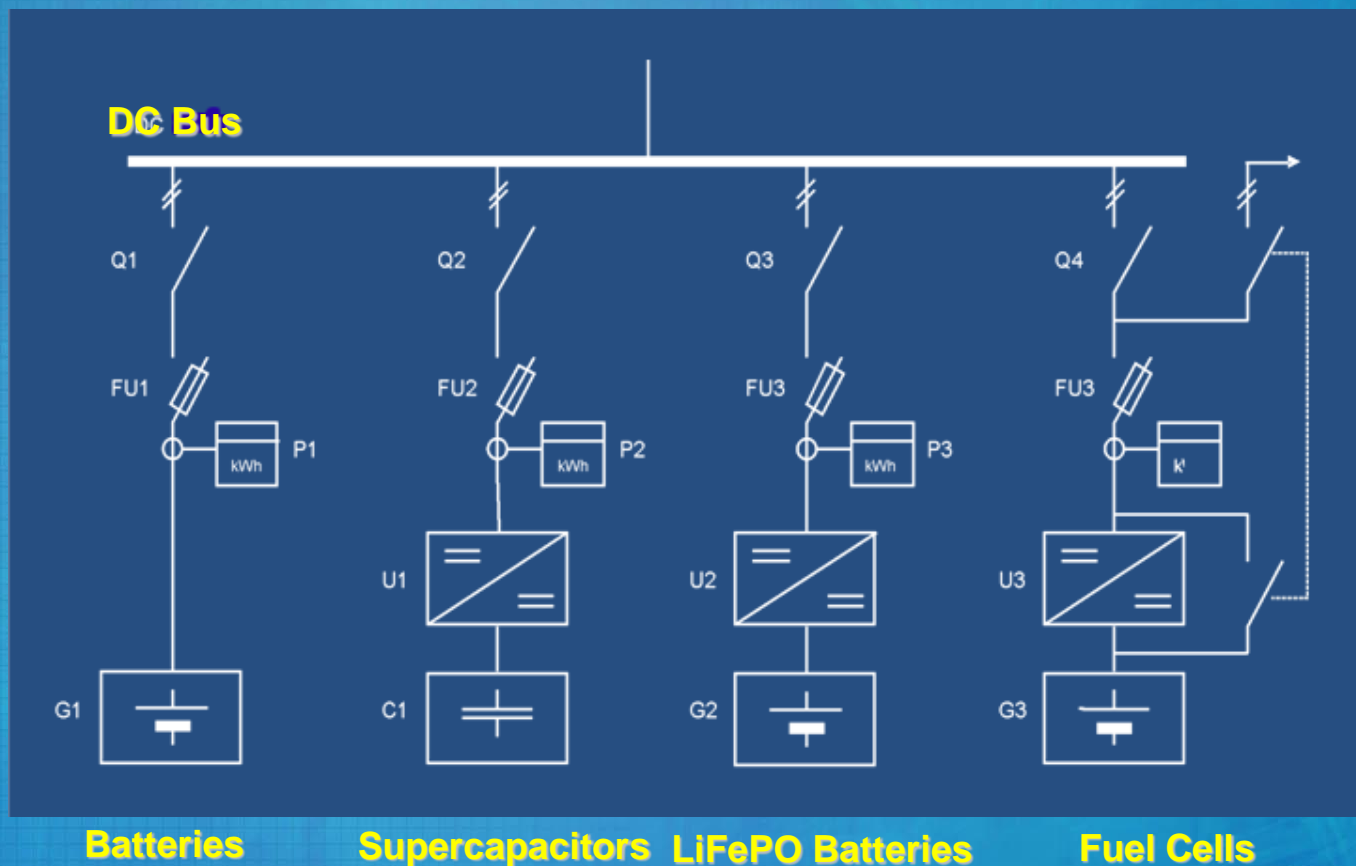 DC Bus
Q1 Q2 Q3 Q4
FU1 FU2 FU3 FU3
P1 P2 P3
kWh kWh kWh k
U1 U2 U3
G1 C1 G2 G3
Batteries Supercapacitors LiFePO Batteries Fuel Cells